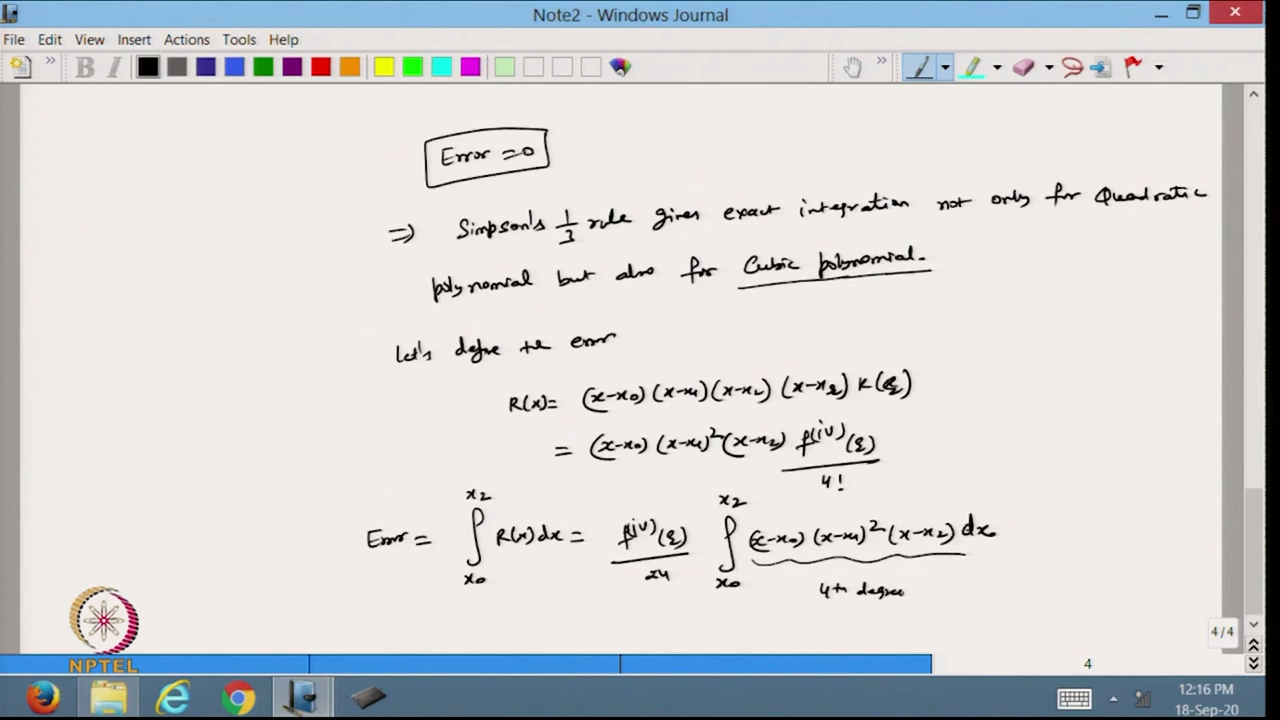 Note2 - Windows Journal
File Edit View Insert Actions Tools Help
Error = 0
⇒ Simpson's 1/3 rule gives exact integration not only for Quadratic
polynomial but also for Cubic polynomial.
Let's define the error
R(x) = (x-x0) (x-x1) (x-x2) (x-xξ) K(ξ)
= (x-x0) (x-x1)² (x-x2) f^(iv)(ξ)/4!
Error = ∫_{x0}^{x2} R(x) dx = f^(iv)(ξ)/24 ∫_{x0}^{x2} (x-x0) (x-x1)² (x-x2) dx
4th degree
4/4
NPTEL
4
12:16 PM
18-Sep-20